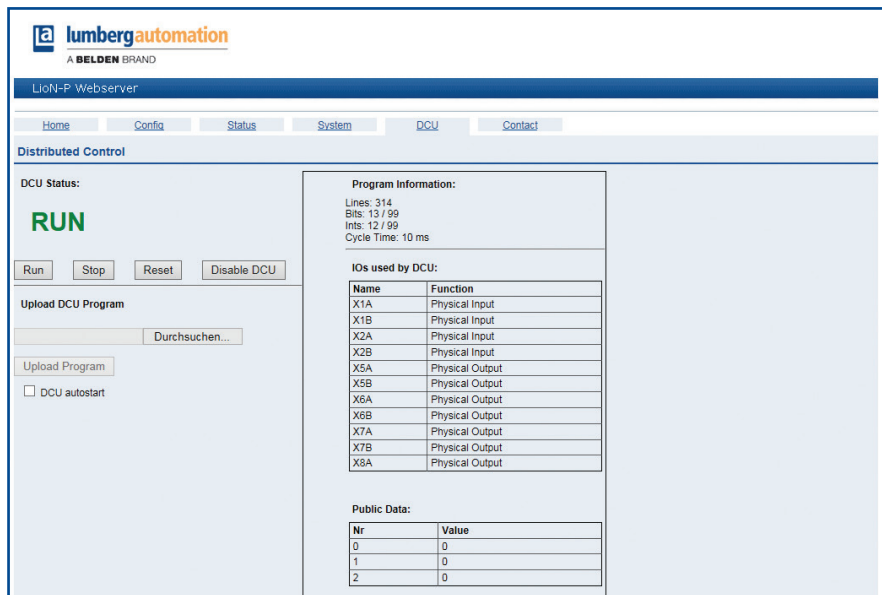 lumbergautomation
A BELDEN BRAND
LioN-P Webserver
Home Config Status System DCU Contact
Distributed Control
DCU Status:
RUN
Run Stop Reset Disable DCU
Upload DCU Program
Durchsuchen...
Upload Program
DCU autostart
Program Information:
Lines: 314
Bits: 13 / 99
Ints: 12 / 99
Cycle Time: 10 ms
IOs used by DCU:
Name Function
X1A Physical Input
X1B Physical Input
X2A Physical Input
X2B Physical Input
X5A Physical Output
X5B Physical Output
X6A Physical Output
X6B Physical Output
X7A Physical Output
X7B Physical Output
X8A Physical Output
Public Data:
Nr Value
0 0
1 0
2 0